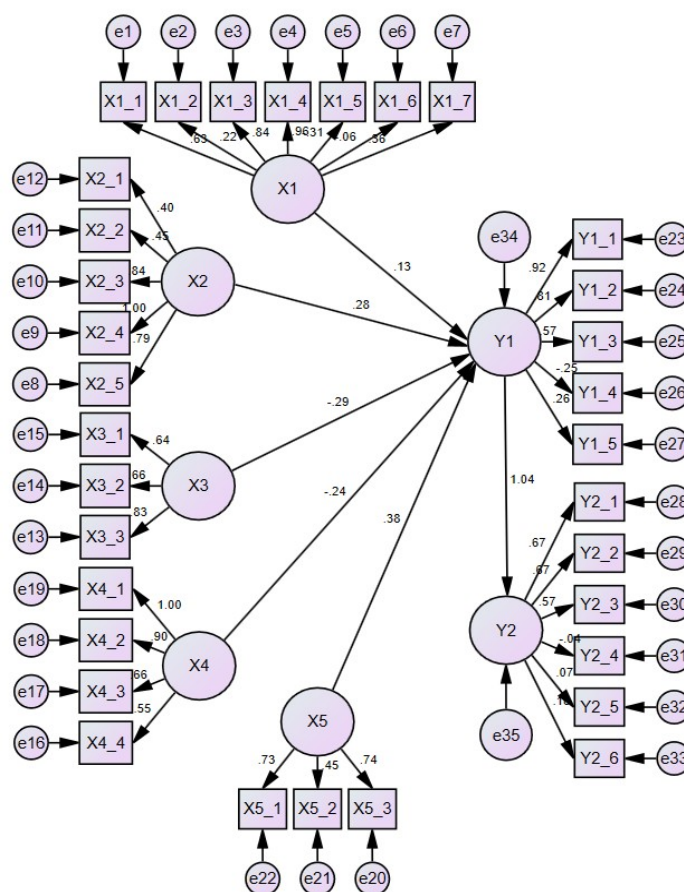 e1 e2 e3 e4 e5 e6 e7
X1_1 X1_2 X1_3 X1_4 X1_5 X1_6 X1_7
.63 .22 .84 .96 .31 .06 .36
X1
e12 X2_1 .40
e11 X2_2 .45
e10 X2_3 .84
e9 X2_4 1.00
e8 X2_5 .79
X2
.13
.28
e34
Y1
.92 Y1_1 e23
.81 Y1_2 e24
.57 Y1_3 e25
-.25 Y1_4 e26
.26 Y1_5 e27
e15 X3_1 .64
e14 X3_2 .66
e13 X3_3 .83
X3
-.29
-.24
.38
1.04
e19 X4_1 1.00
e18 X4_2 .90
e17 X4_3 .66
e16 X4_4 .55
X4
.67 Y2_1 e28
.67 Y2_2 e29
.57 Y2_3 e30
-.04 Y2_4 e31
.07 Y2_5 e32
Y2_6 e33
Y2
e35
X5
.73 .45 .74
X5_1 X5_2 X5_3
e22 e21 e20